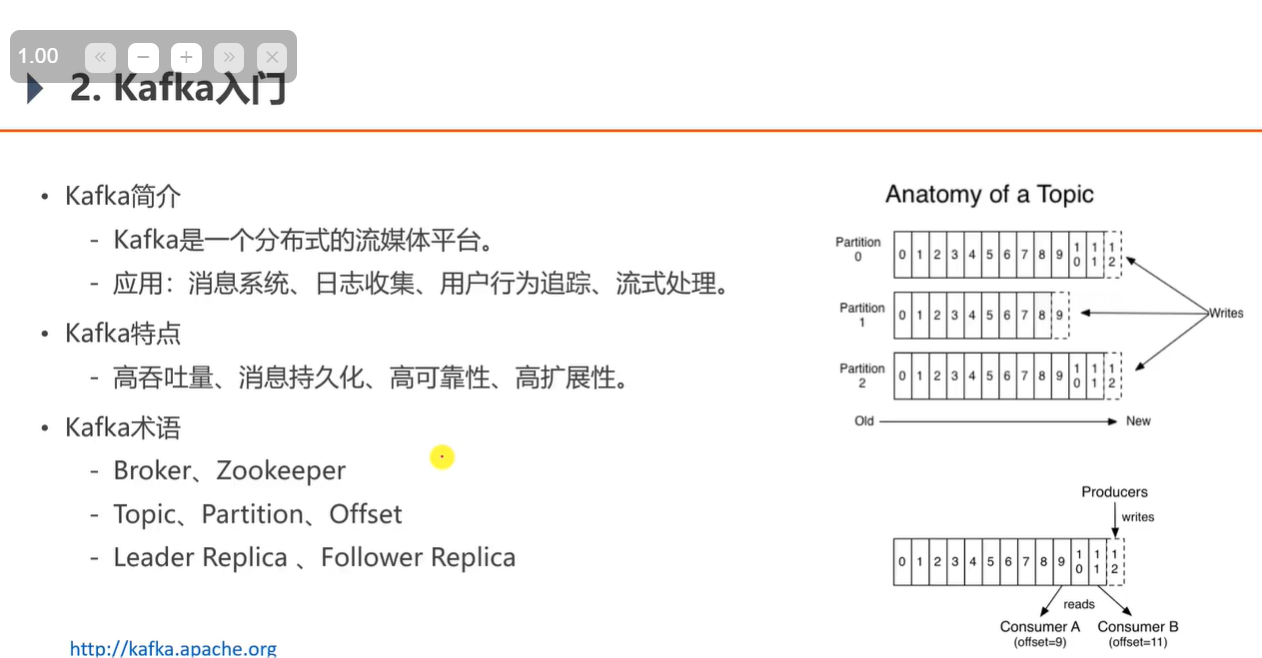 1.00 « − + » ×
2. Kafka入门
• Kafka简介
- Kafka是一个分布式的流媒体平台。
- 应用：消息系统、日志收集、用户行为追踪、流式处理。
• Kafka特点
- 高吞吐量、消息持久化、高可靠性、高扩展性。
• Kafka术语
- Broker、Zookeeper
- Topic、Partition、Offset
- Leader Replica 、Follower Replica
http://kafka.apache.org
Anatomy of a Topic
Partition 0
0 1 2 3 4 5 6 7 8 9 10 11 12
Partition 1
0 1 2 3 4 5 6 7 8 9
Partition 2
0 1 2 3 4 5 6 7 8 9 10 11 12
Writes
Old New
Producers
writes
0 1 2 3 4 5 6 7 8 9 10 11 12
reads
Consumer A Consumer B
(offset=9) (offset=11)